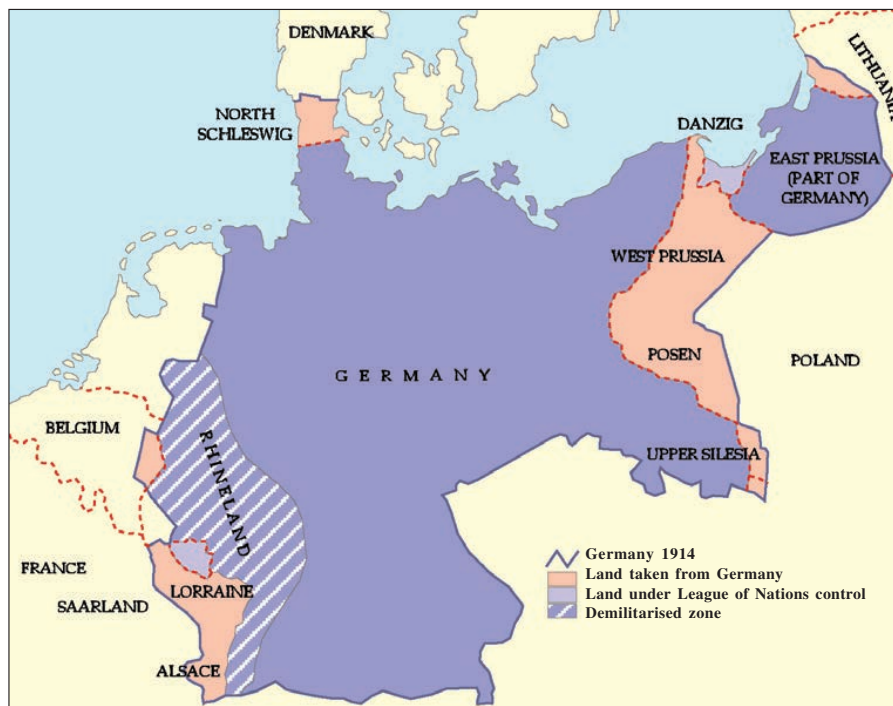 DENMARK
LITHUANIA
NORTH
SCHLESWIG
DANZIG
EAST PRUSSIA
(PART OF
GERMANY)
WEST PRUSSIA
GERMANY
POSEN
POLAND
BELGIUM
RHINELAND
UPPER SILESIA
FRANCE
LORRAINE
SAARLAND
ALSACE
Germany 1914
Land taken from Germany
Land under League of Nations control
Demilitarised zone